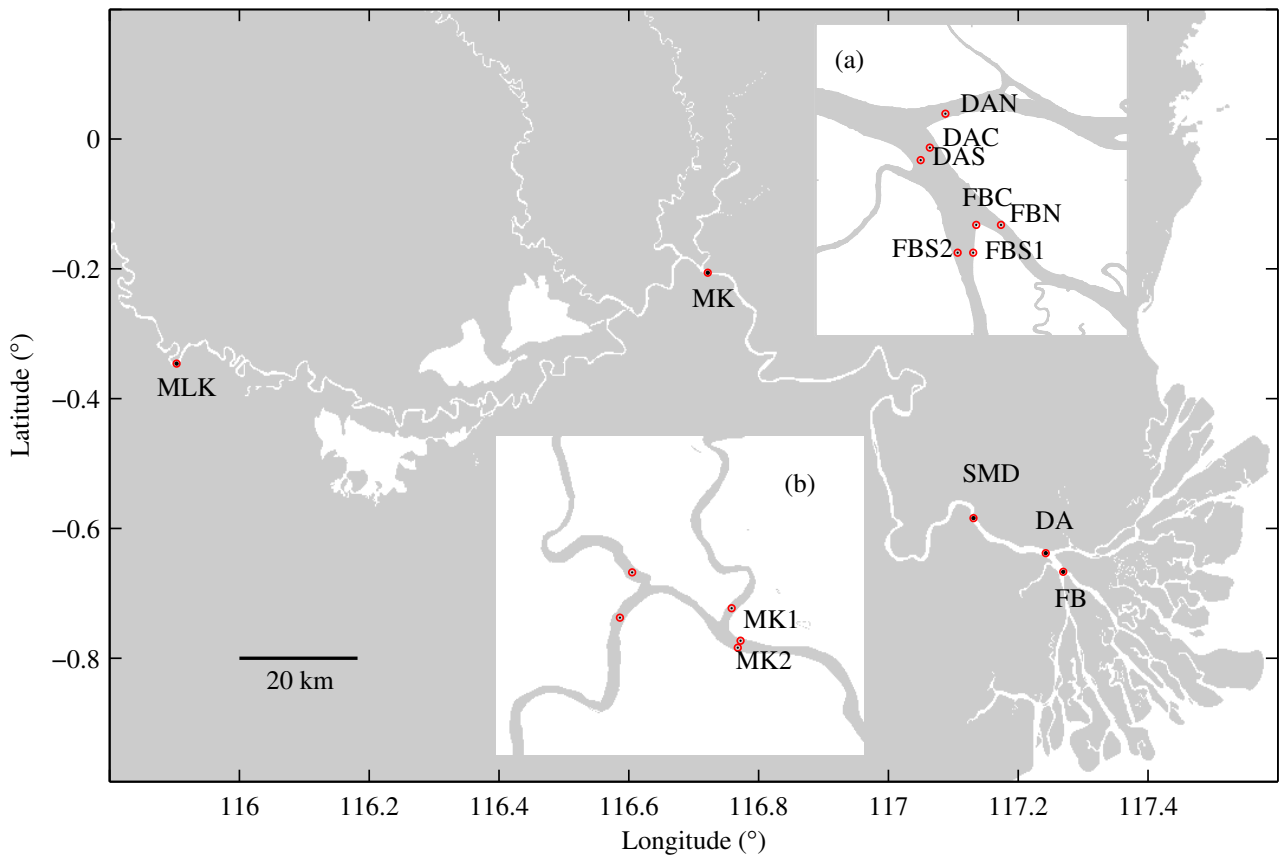 (a)
DAN
DAC
DAS
FBC
FBN
FBS2
FBS1
0
−0.2
−0.4
−0.6
−0.8
Latitude (°)
MK
MLK
(b)
SMD
DA
FB
MK1
MK2
20 km
116
116.2
116.4
116.6
116.8
117
117.2
117.4
Longitude (°)